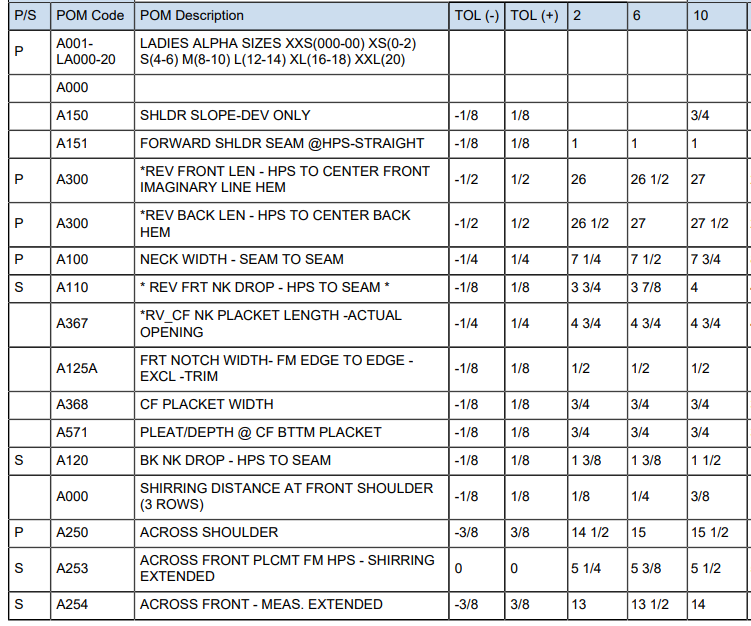 P/S POM Code POM Description TOL (-) TOL (+) 2 6 10
P A001-LA000-20 LADIES ALPHA SIZES XXS(000-00) XS(0-2)
S(4-6) M(8-10) L(12-14) XL(16-18) XXL(20)
A000
A150 SHLDR SLOPE-DEV ONLY -1/8 1/8 3/4
A151 FORWARD SHLDR SEAM @HPS-STRAIGHT -1/8 1/8 1 1 1
P A300 *REV FRONT LEN - HPS TO CENTER FRONT
IMAGINARY LINE HEM -1/2 1/2 26 26 1/2 27
P A300 *REV BACK LEN - HPS TO CENTER BACK
HEM -1/2 1/2 26 1/2 27 27 1/2
P A100 NECK WIDTH - SEAM TO SEAM -1/4 1/4 7 1/4 7 1/2 7 3/4
S A110 * REV FRT NK DROP - HPS TO SEAM * -1/8 1/8 3 3/4 3 7/8 4
A367 *RV_CF NK PLACKET LENGTH -ACTUAL
OPENING -1/4 1/4 4 3/4 4 3/4 4 3/4
A125A FRT NOTCH WIDTH- FM EDGE TO EDGE -
EXCL -TRIM -1/8 1/8 1/2 1/2 1/2
A368 CF PLACKET WIDTH -1/8 1/8 3/4 3/4 3/4
A571 PLEAT/DEPTH @ CF BTTM PLACKET -1/8 1/8 3/4 3/4 3/4
S A120 BK NK DROP - HPS TO SEAM -1/8 1/8 1 3/8 1 3/8 1 1/2
A000 SHIRRING DISTANCE AT FRONT SHOULDER
(3 ROWS) -1/8 1/8 1/8 1/4 3/8
P A250 ACROSS SHOULDER -3/8 3/8 14 1/2 15 15 1/2
S A253 ACROSS FRONT PLCMT FM HPS - SHIRRING
EXTENDED 0 0 5 1/4 5 3/8 5 1/2
S A254 ACROSS FRONT - MEAS. EXTENDED -3/8 3/8 13 13 1/2 14